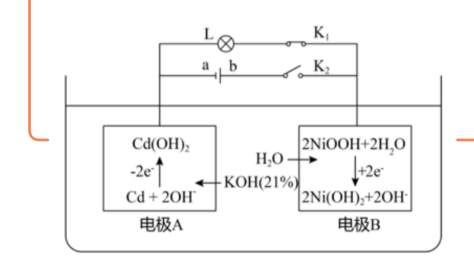 L K₁
a b K₂
Cd(OH)₂
-2e⁻
Cd + 2OH⁻
H₂O
KOH(21%)
2NiOOH+2H₂O
+2e⁻
2Ni(OH)₂+2OH⁻
电极A
电极B